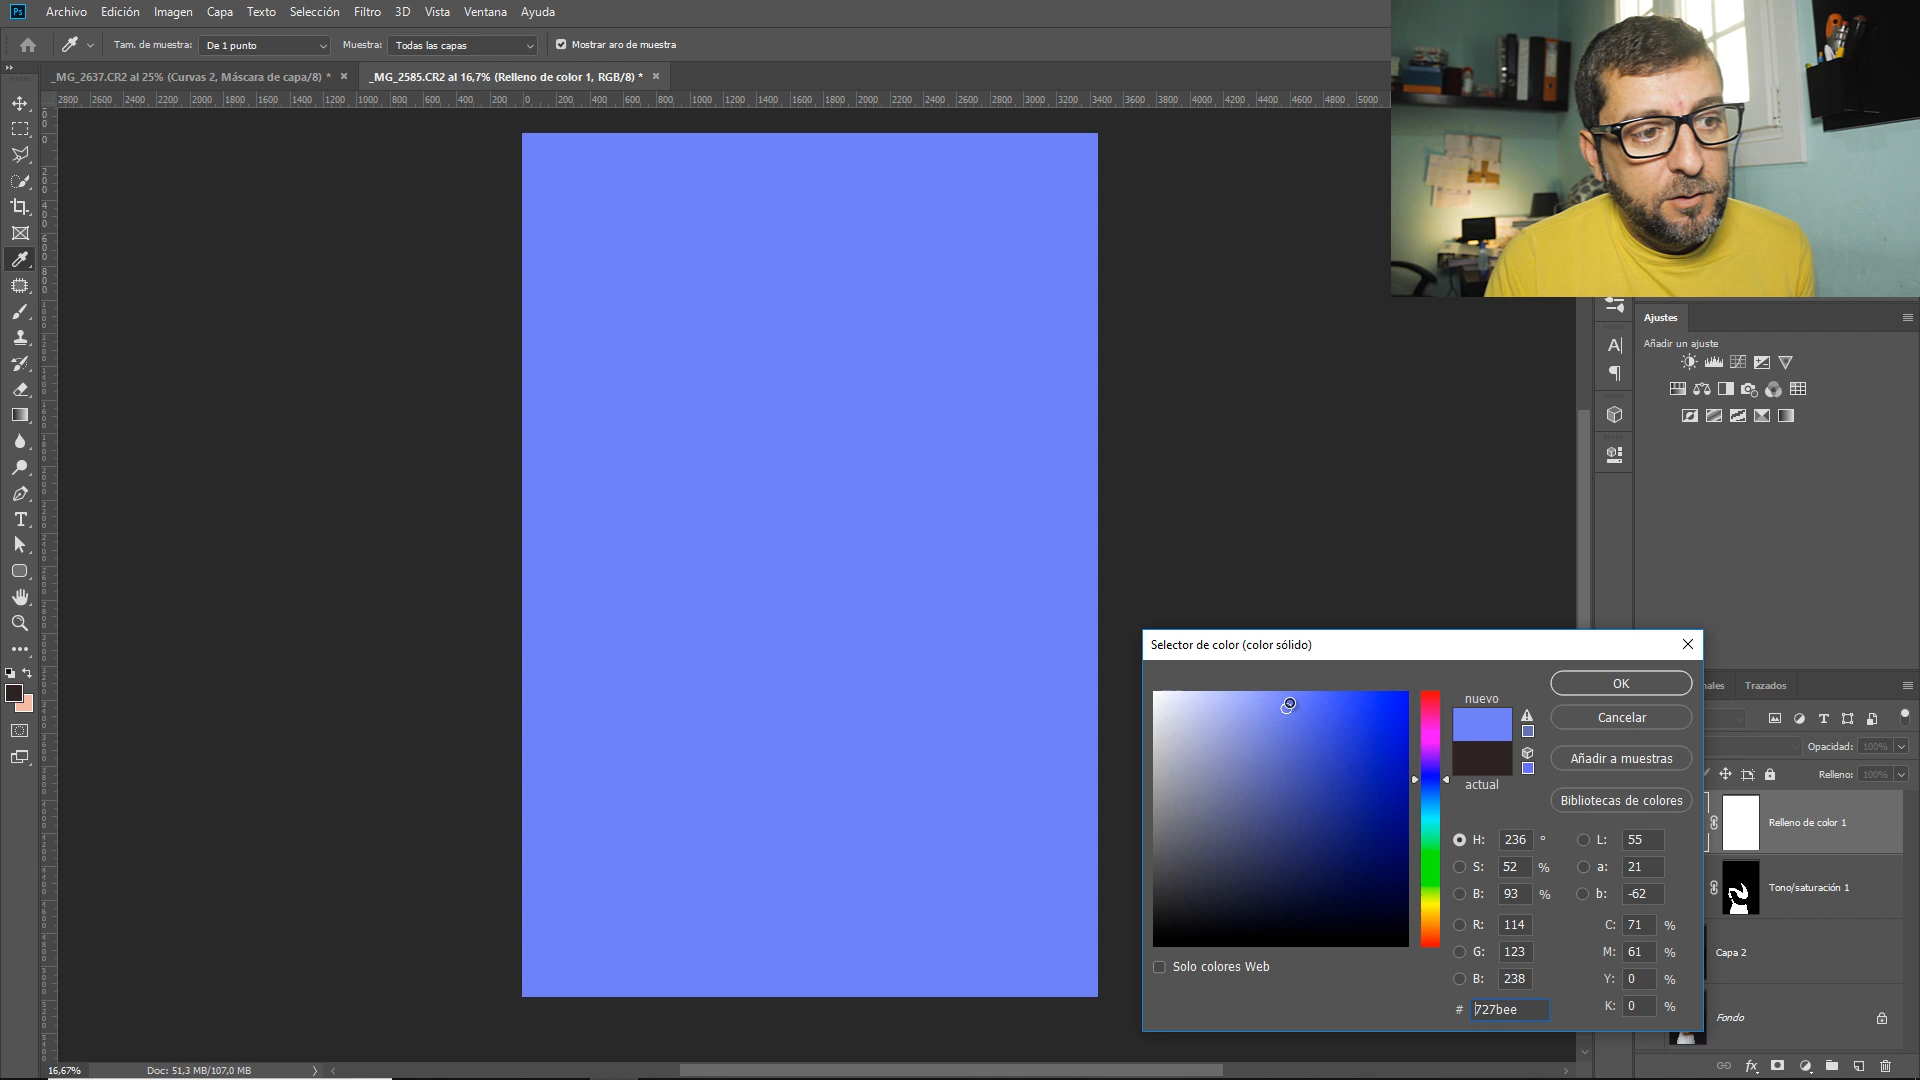 Ps Archivo Edición Imagen Capa Texto Selección Filtro 3D Vista Ventana Ayuda
Tam. de muestra: De 1 punto Muestra: Todas las capas Mostrar aro de muestra
_MG_2637.CR2 al 25% (Curvas 2, Máscara de capa/8) * × _MG_2585.CR2 al 16,7% (Relleno de color 1, RGB/8) * ×
2800 2600 2400 2200 2000 1800 1600 1400 1200 1000 800 600 400 200 0 200 400 600 800 1000 1200 1400 1600 1800 2000 2200 2400 2600 2800 3000 3200 3400 3600 3800 4000 4200 4400 4600 4800 5000
Ajustes
Añadir un ajuste
Selector de color (color sólido)
nuevo
actual
OK
Cancelar
Añadir a muestras
Bibliotecas de colores
H: 236 ° L: 55
S: 52 % a: 21
B: 93 % b: -62
R: 114 C: 71 %
G: 123 M: 61 %
B: 238 Y: 0 %
# 727bee K: 0 %
Solo colores Web
nales Trazados
Opacidad: 100%
Relleno: 100%
Relleno de color 1
Tono/saturación 1
Capa 2
Fondo
fx
16,67% Doc: 51,3 MB/107,0 MB